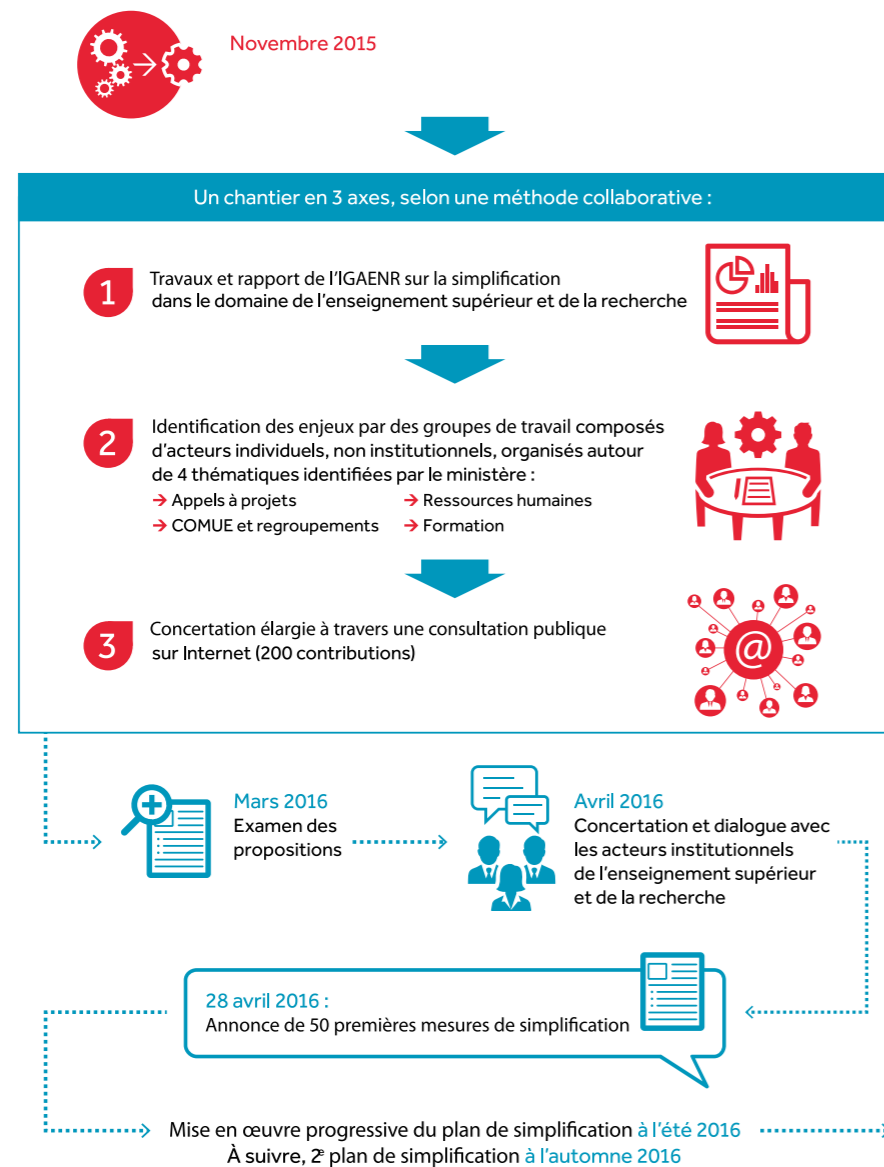 Novembre 2015
Un chantier en 3 axes, selon une méthode collaborative :
1
Travaux et rapport de l'IGAENR sur la simplification
dans le domaine de l'enseignement supérieur et de la recherche
2
Identification des enjeux par des groupes de travail composés
d'acteurs individuels, non institutionnels, organisés autour
de 4 thématiques identifiées par le ministère :
→ Appels à projets → Ressources humaines
→ COMUE et regroupements → Formation
3
Concertation élargie à travers une consultation publique
sur Internet (200 contributions)
@
Mars 2016
Examen des
propositions
Avril 2016
Concertation et dialogue avec
les acteurs institutionnels
de l'enseignement supérieur
et de la recherche
28 avril 2016 :
Annonce de 50 premières mesures de simplification
Mise en œuvre progressive du plan de simplification à l'été 2016
À suivre, 2e plan de simplification à l'automne 2016